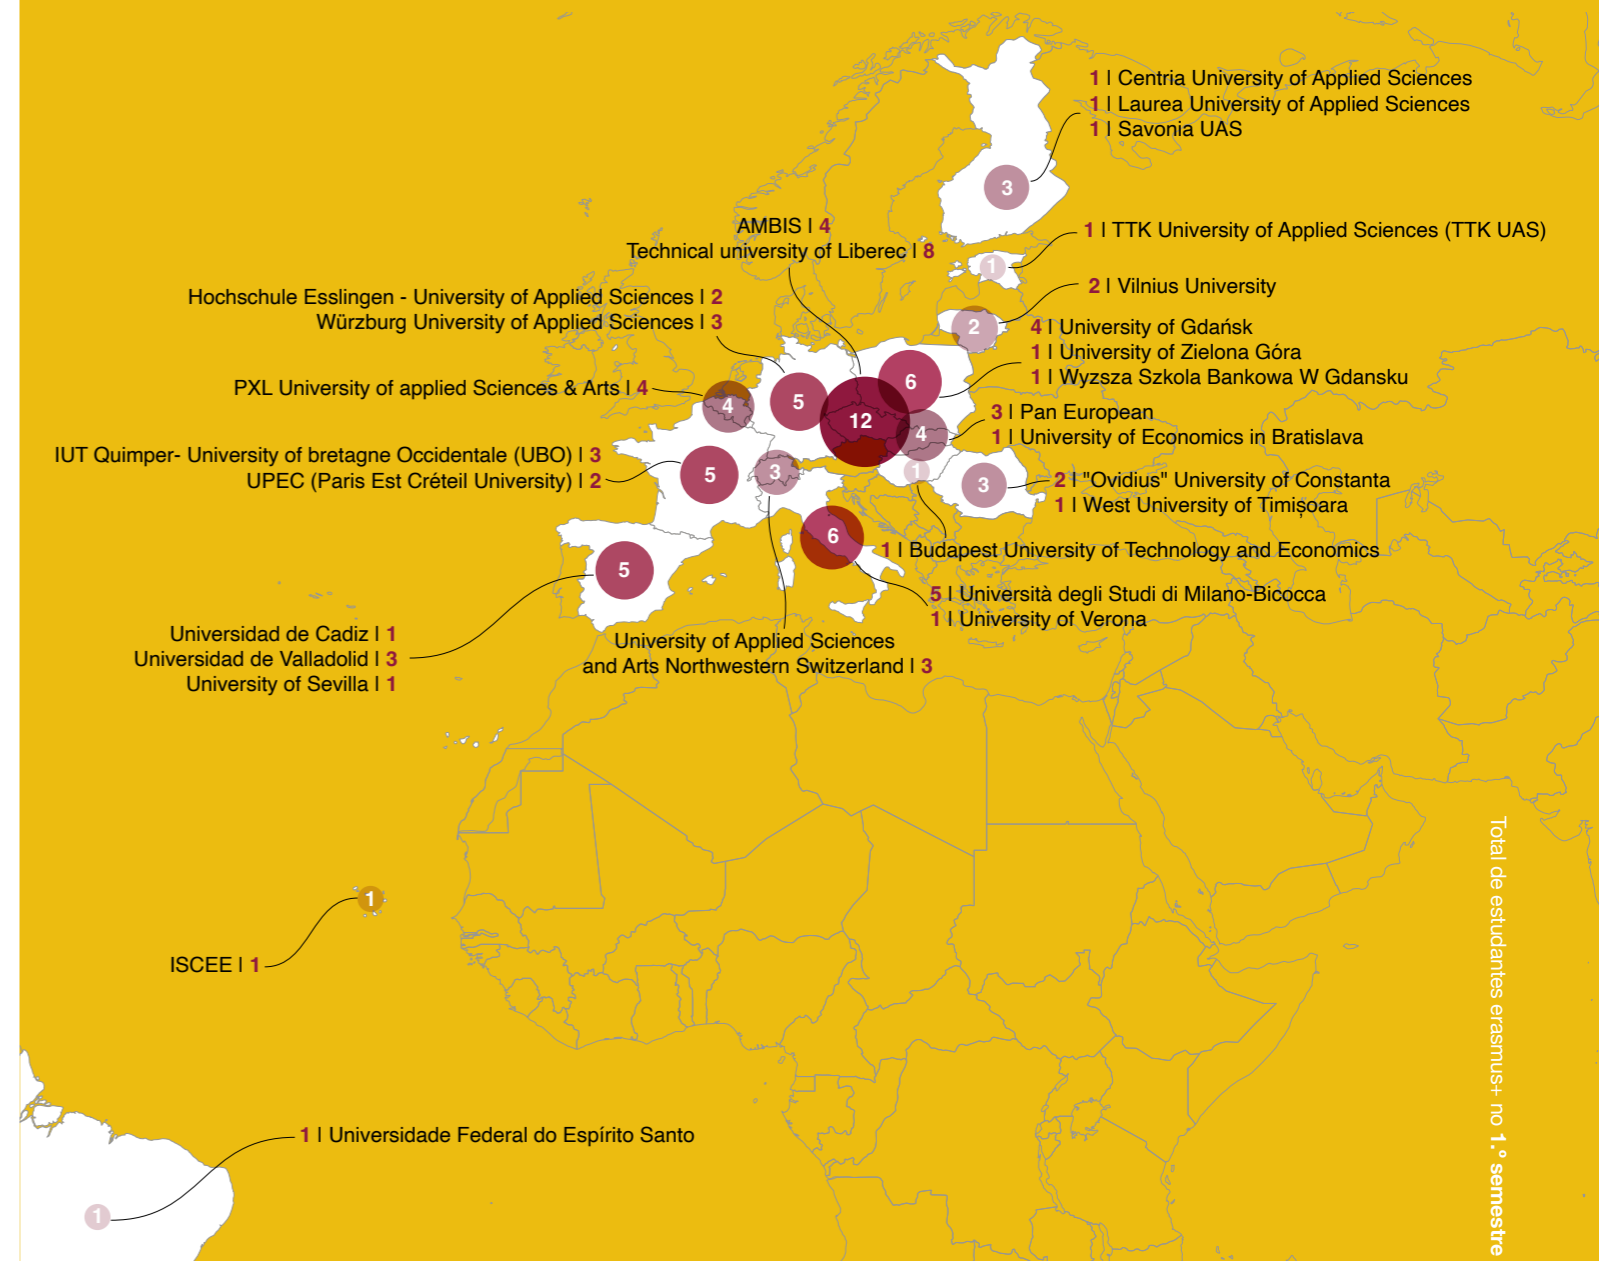 1 | Centria University of Applied Sciences
1 | Laurea University of Applied Sciences
1 | Savonia UAS
3
AMBIS | 4
Technical university of Liberec | 8
1 | TTK University of Applied Sciences (TTK UAS)
1
2 | Vilnius University
2
Hochschule Esslingen - University of Applied Sciences | 2
Würzburg University of Applied Sciences | 3
4 | University of Gdańsk
1 | University of Zielona Góra
1 | Wyzsza Szkola Bankowa W Gdansku
6
PXL University of applied Sciences & Arts | 4
4
5
12
4
3 | Pan European
1 | University of Economics in Bratislava
IUT Quimper- University of bretagne Occidentale (UBO) | 3
UPEC (Paris Est Créteil University) | 2
5
3
1
3
2 | "Ovidius" University of Constanta
1 | West University of Timișoara
6
1 | Budapest University of Technology and Economics
5
5 | Università degli Studi di Milano-Bicocca
1 | University of Verona
Universidad de Cadiz | 1
Universidad de Valladolid | 3
University of Sevilla | 1
University of Applied Sciences
and Arts Northwestern Switzerland | 3
1
ISCEE | 1
1 | Universidade Federal do Espírito Santo
1
Total de estudantes erasmus+ no 1.º semestre